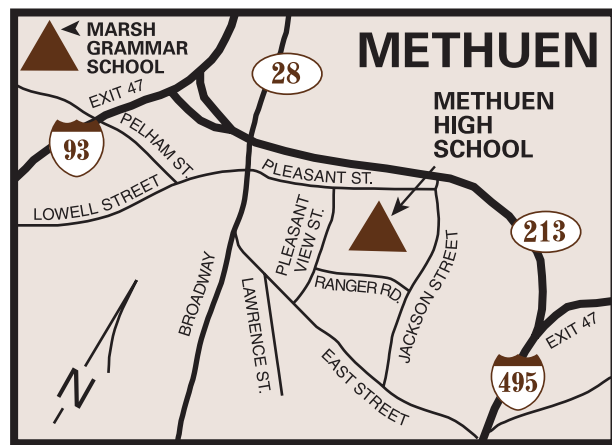 MARSH
GRAMMAR
SCHOOL
METHUEN
28
EXIT 47
METHUEN
HIGH
SCHOOL
93
PELHAM ST.
PLEASANT ST.
LOWELL STREET
213
PLEASANT
VIEW ST.
RANGER RD.
JACKSON STREET
BROADWAY
LAWRENCE ST.
EAST STREET
EXIT 47
495
N